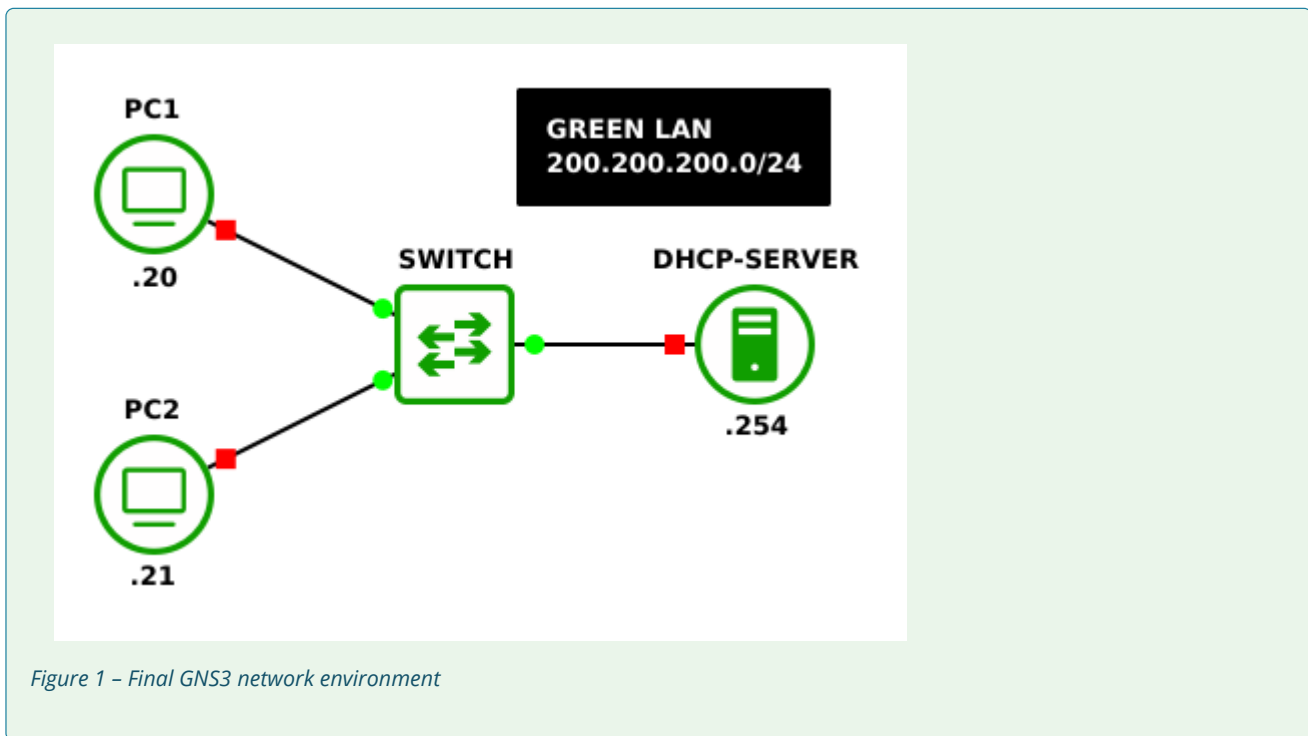 PC1
GREEN LAN
200.200.200.0/24
.20
SWITCH
DHCP-SERVER
PC2
.254
.21
Figure 1 – Final GNS3 network environment